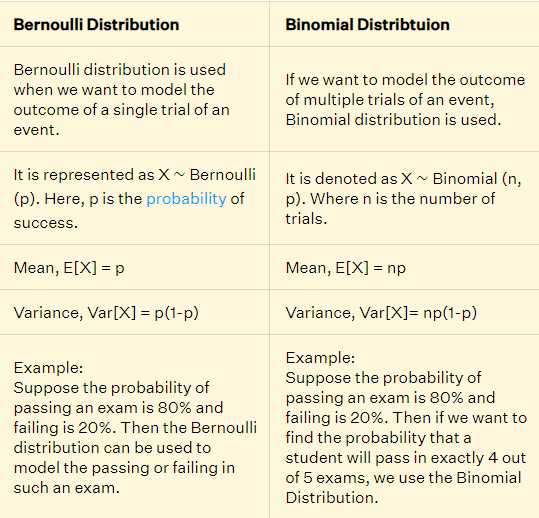 Bernoulli Distribution
Binomial Distribtuion
Bernoulli distribution is used
when we want to model the
outcome of a single trial of an
event.
If we want to model the outcome
of multiple trials of an event,
Binomial distribution is used.
It is represented as X ~ Bernoulli
(p). Here, p is the probability of
success.
It is denoted as X ~ Binomial (n,
p). Where n is the number of
trials.
Mean, E[X] = p
Mean, E[X] = np
Variance, Var[X] = p(1-p)
Variance, Var[X]= np(1-p)
Example:
Suppose the probability of
passing an exam is 80% and
failing is 20%. Then the Bernoulli
distribution can be used to
model the passing or failing in
such an exam.
Example:
Suppose the probability of
passing an exam is 80% and
failing is 20%. Then if we want to
find the probability that a
student will pass in exactly 4 out
of 5 exams, we use the Binomial
Distribution.